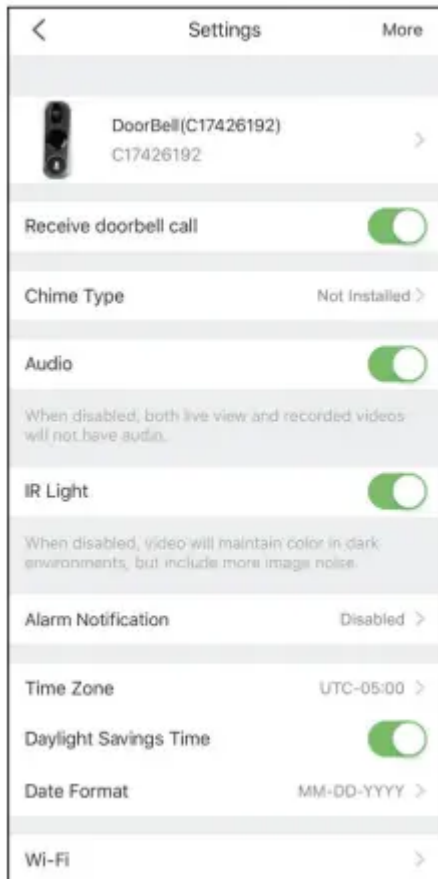 Settings More
DoorBell(C17426192)
C17426192
Receive doorbell call
Chime Type Not Installed
Audio
When disabled, both live view and recorded videos
will not have audio.
IR Light
When disabled, video will maintain color in dark
environments, but include more image noise.
Alarm Notification Disabled
Time Zone UTC-05:00
Daylight Savings Time
Date Format MM-DD-YYYY
Wi-Fi